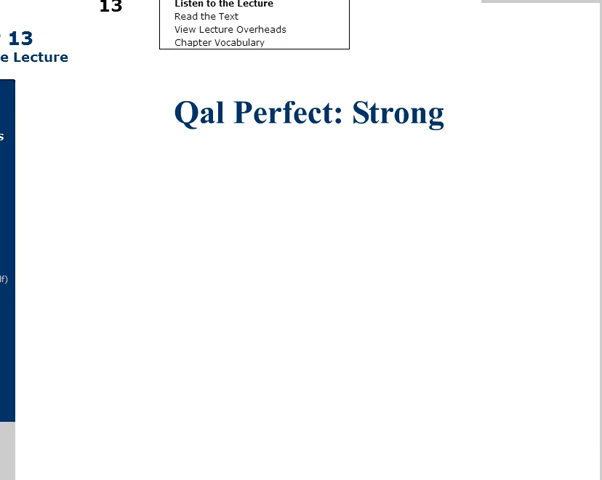 13
Listen to the Lecture
Read the Text
View Lecture Overheads
Chapter Vocabulary
13
Lecture
Qal Perfect: Strong